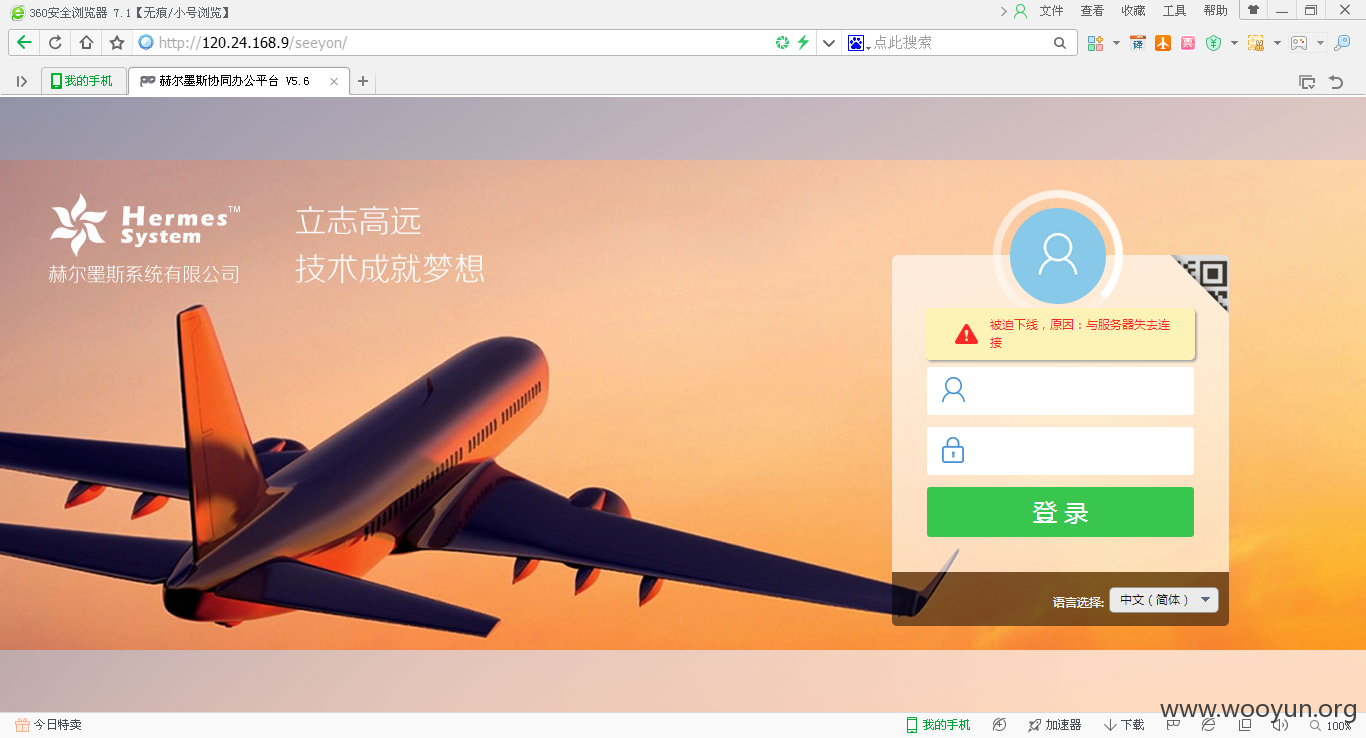 360安全浏览器 7.1【无痕/小号浏览】
文件 查看 收藏 工具 帮助
http://120.24.168.9/seeyon/
点此搜索
译
票
我的手机
赫尔墨斯协同办公平台 V5.6
Hermes™
System
赫尔墨斯系统有限公司
立志高远
技术成就梦想
被迫下线，原因：与服务器失去连
接
登 录
语言选择: 中文（简体）
www.wooyun.org
今日特卖
我的手机 加速器 下载 100%